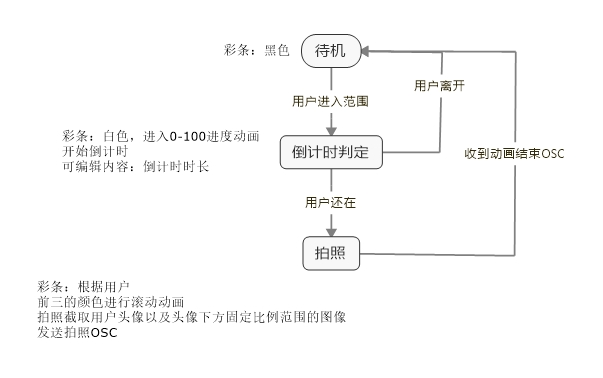 彩条：黑色
待机
用户离开
用户进入范围
彩条：白色，进入0-100进度动画
开始倒计时
可编辑内容：倒计时时长
倒计时判定
收到动画结束OSC
用户还在
拍照
彩条：根据用户
前三的颜色进行滚动动画
拍照截取用户头像以及头像下方固定比例范围的图像
发送拍照OSC